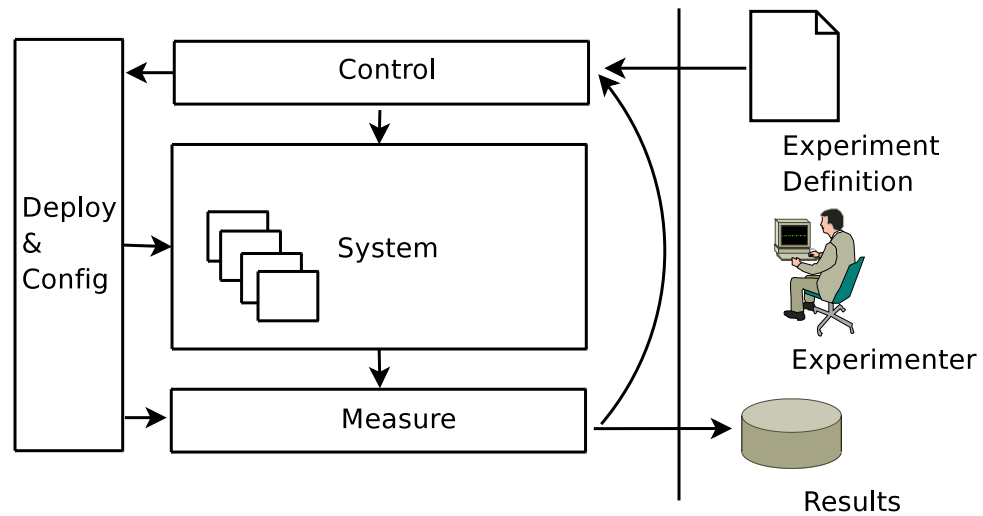 Control
Experiment
Definition
Deploy
&
Config
System
Experimenter
Measure
Results